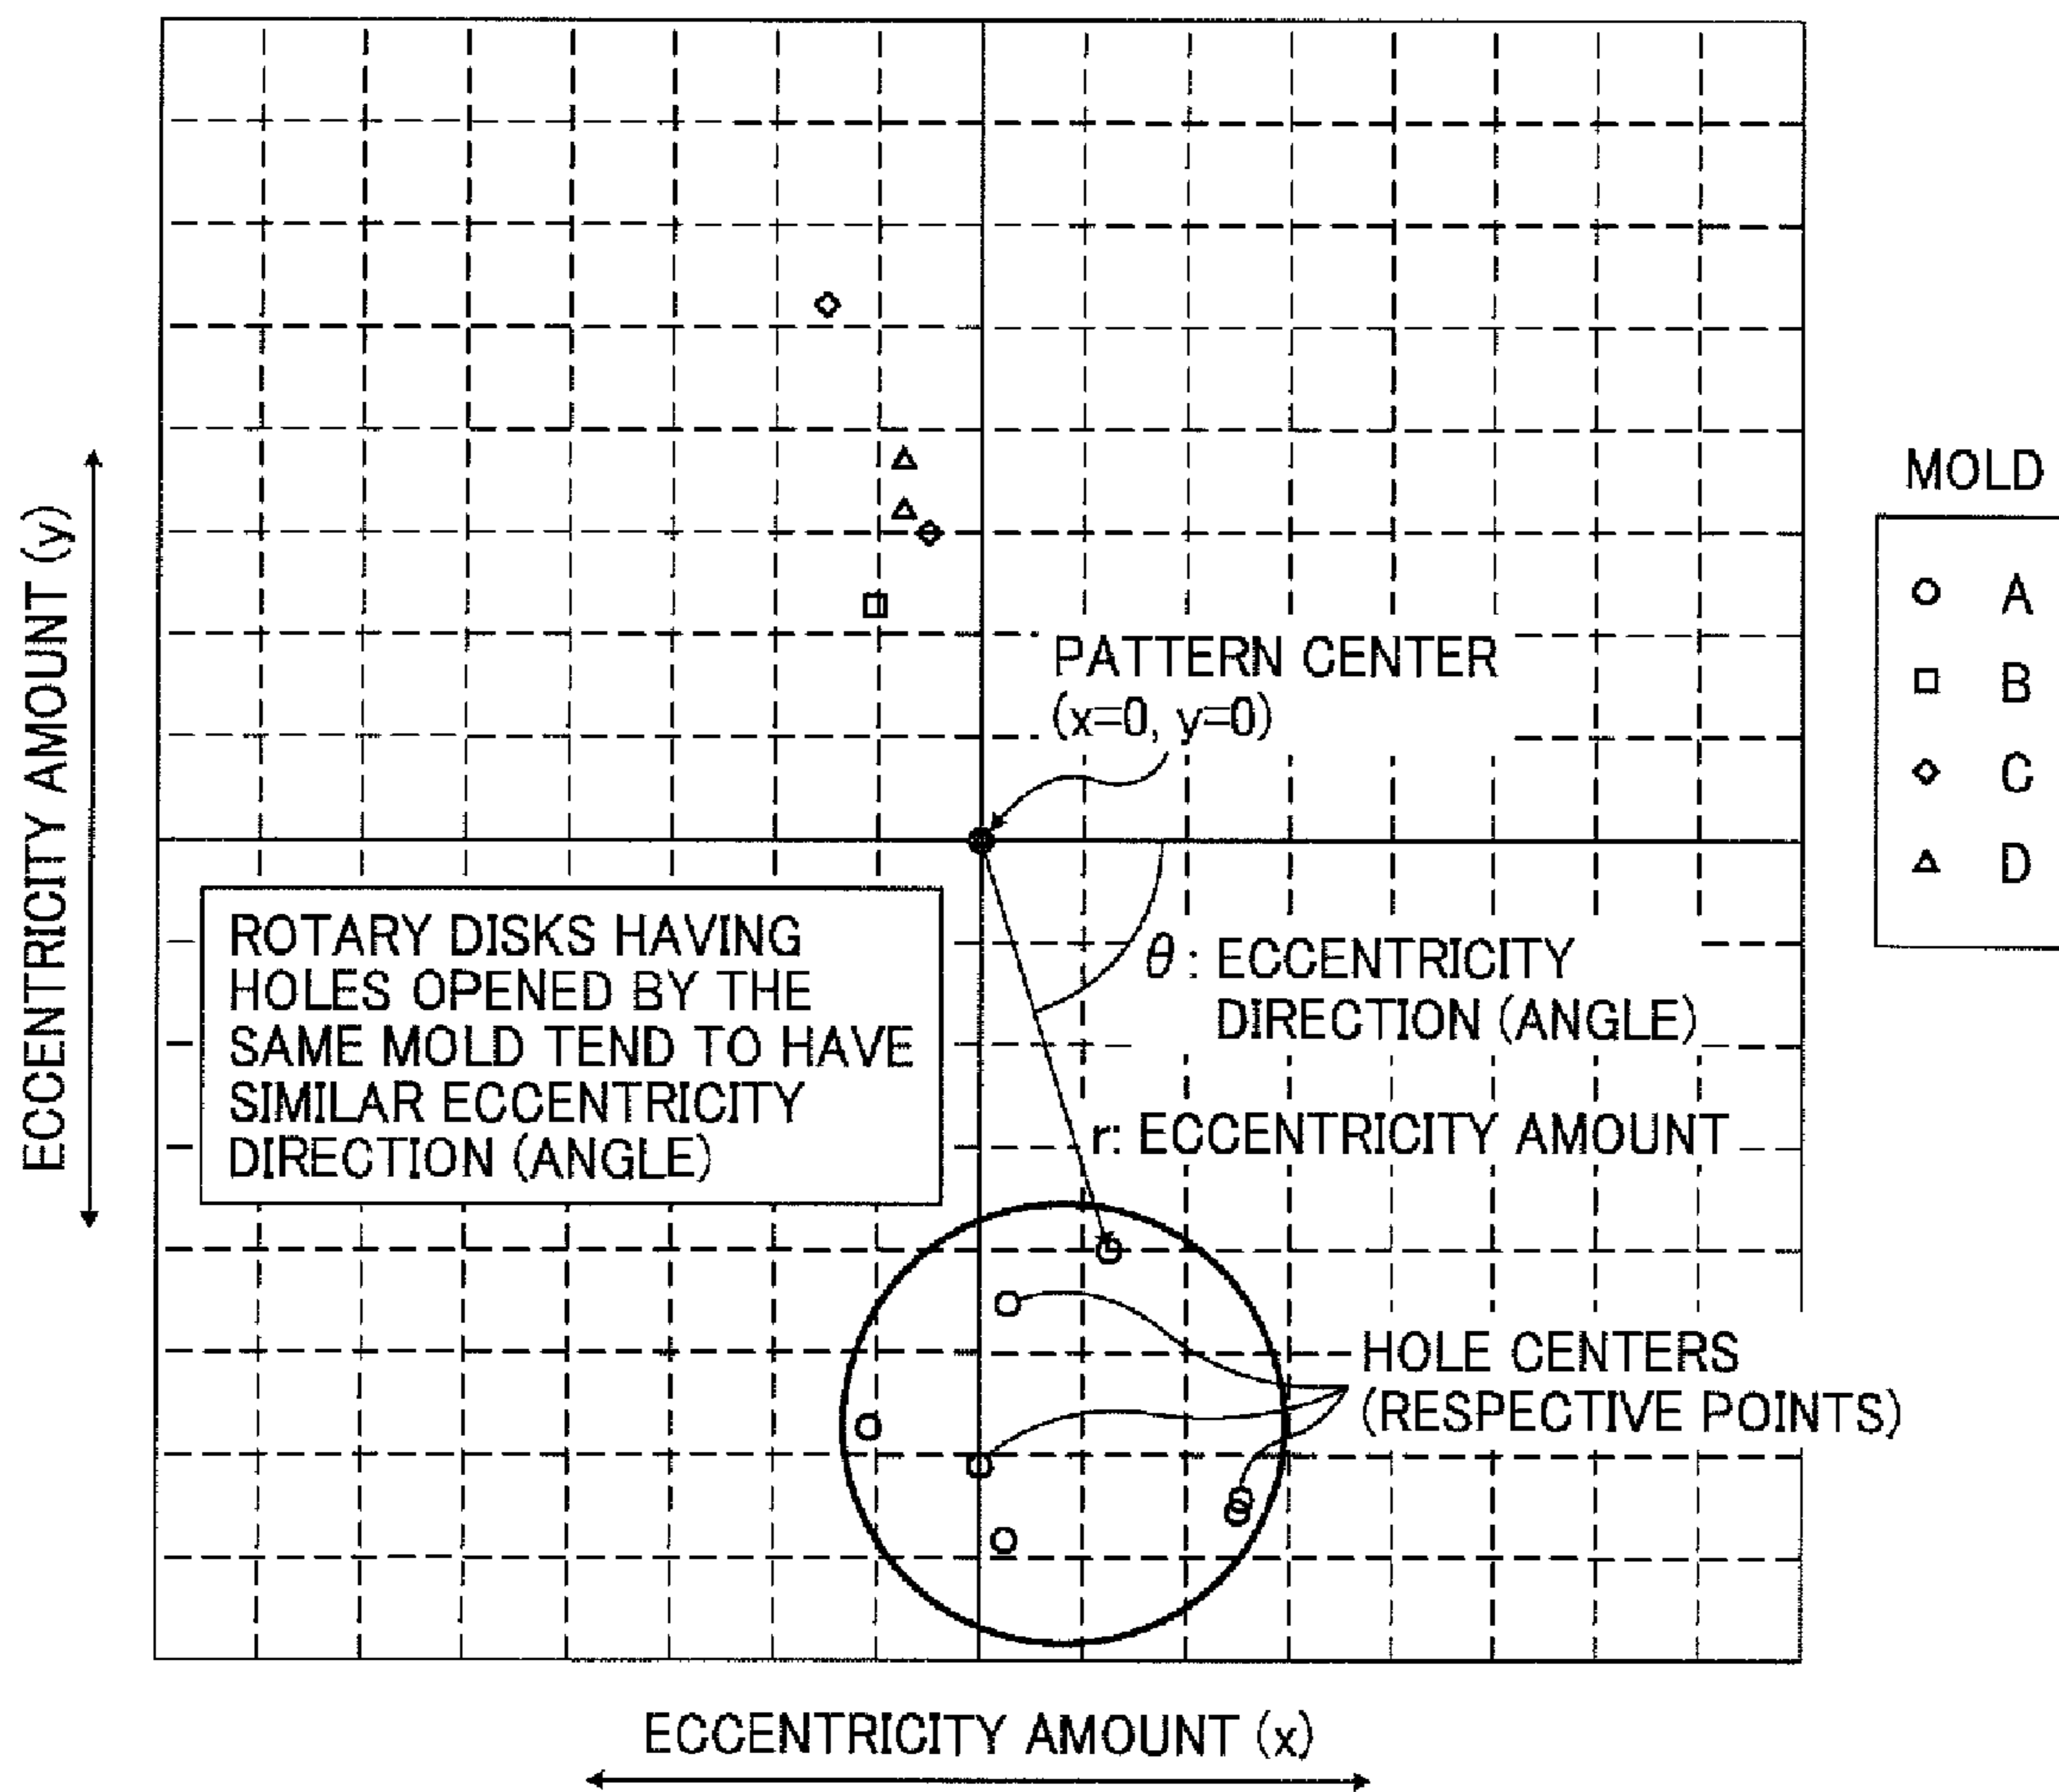 ECCENTRICITY AMOUNT (y)
MOLD
A
B
C
D
PATTERN CENTER
(x=0, y=0)
ROTARY DISKS HAVING
HOLES OPENED BY THE
SAME MOLD TEND TO HAVE
SIMILAR ECCENTRICITY
DIRECTION (ANGLE)
θ : ECCENTRICITY
DIRECTION (ANGLE)
r: ECCENTRICITY AMOUNT
HOLE CENTERS
(RESPECTIVE POINTS)
ECCENTRICITY AMOUNT (x)